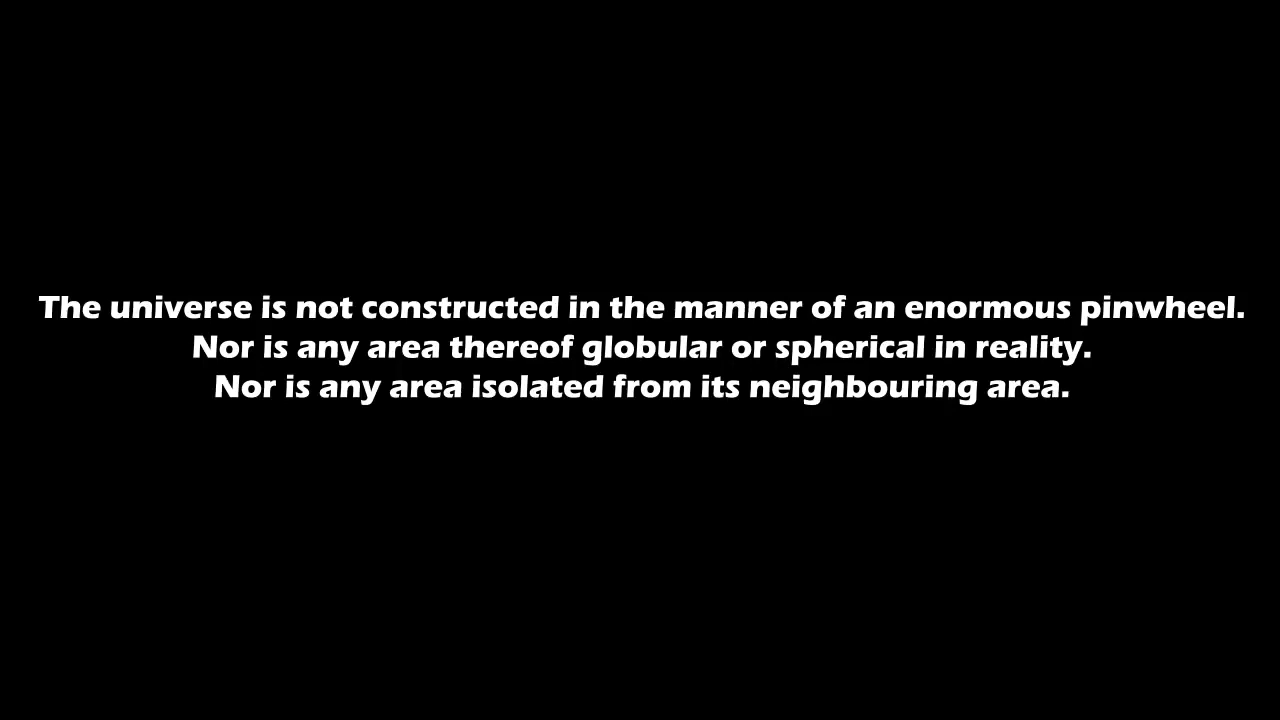 The universe is not constructed in the manner of an enormous pinwheel.
Nor is any area thereof globular or spherical in reality.
Nor is any area isolated from its neighbouring area.